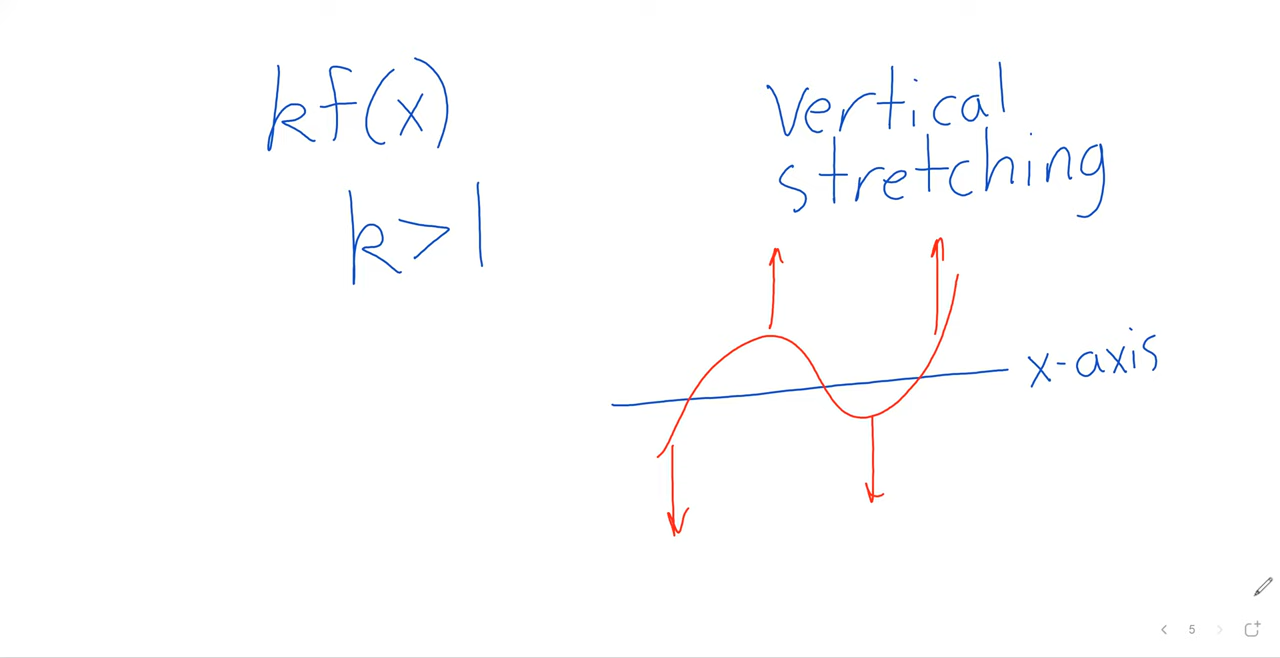 kf(x)
k>1
vertical
stretching
x-axis
5